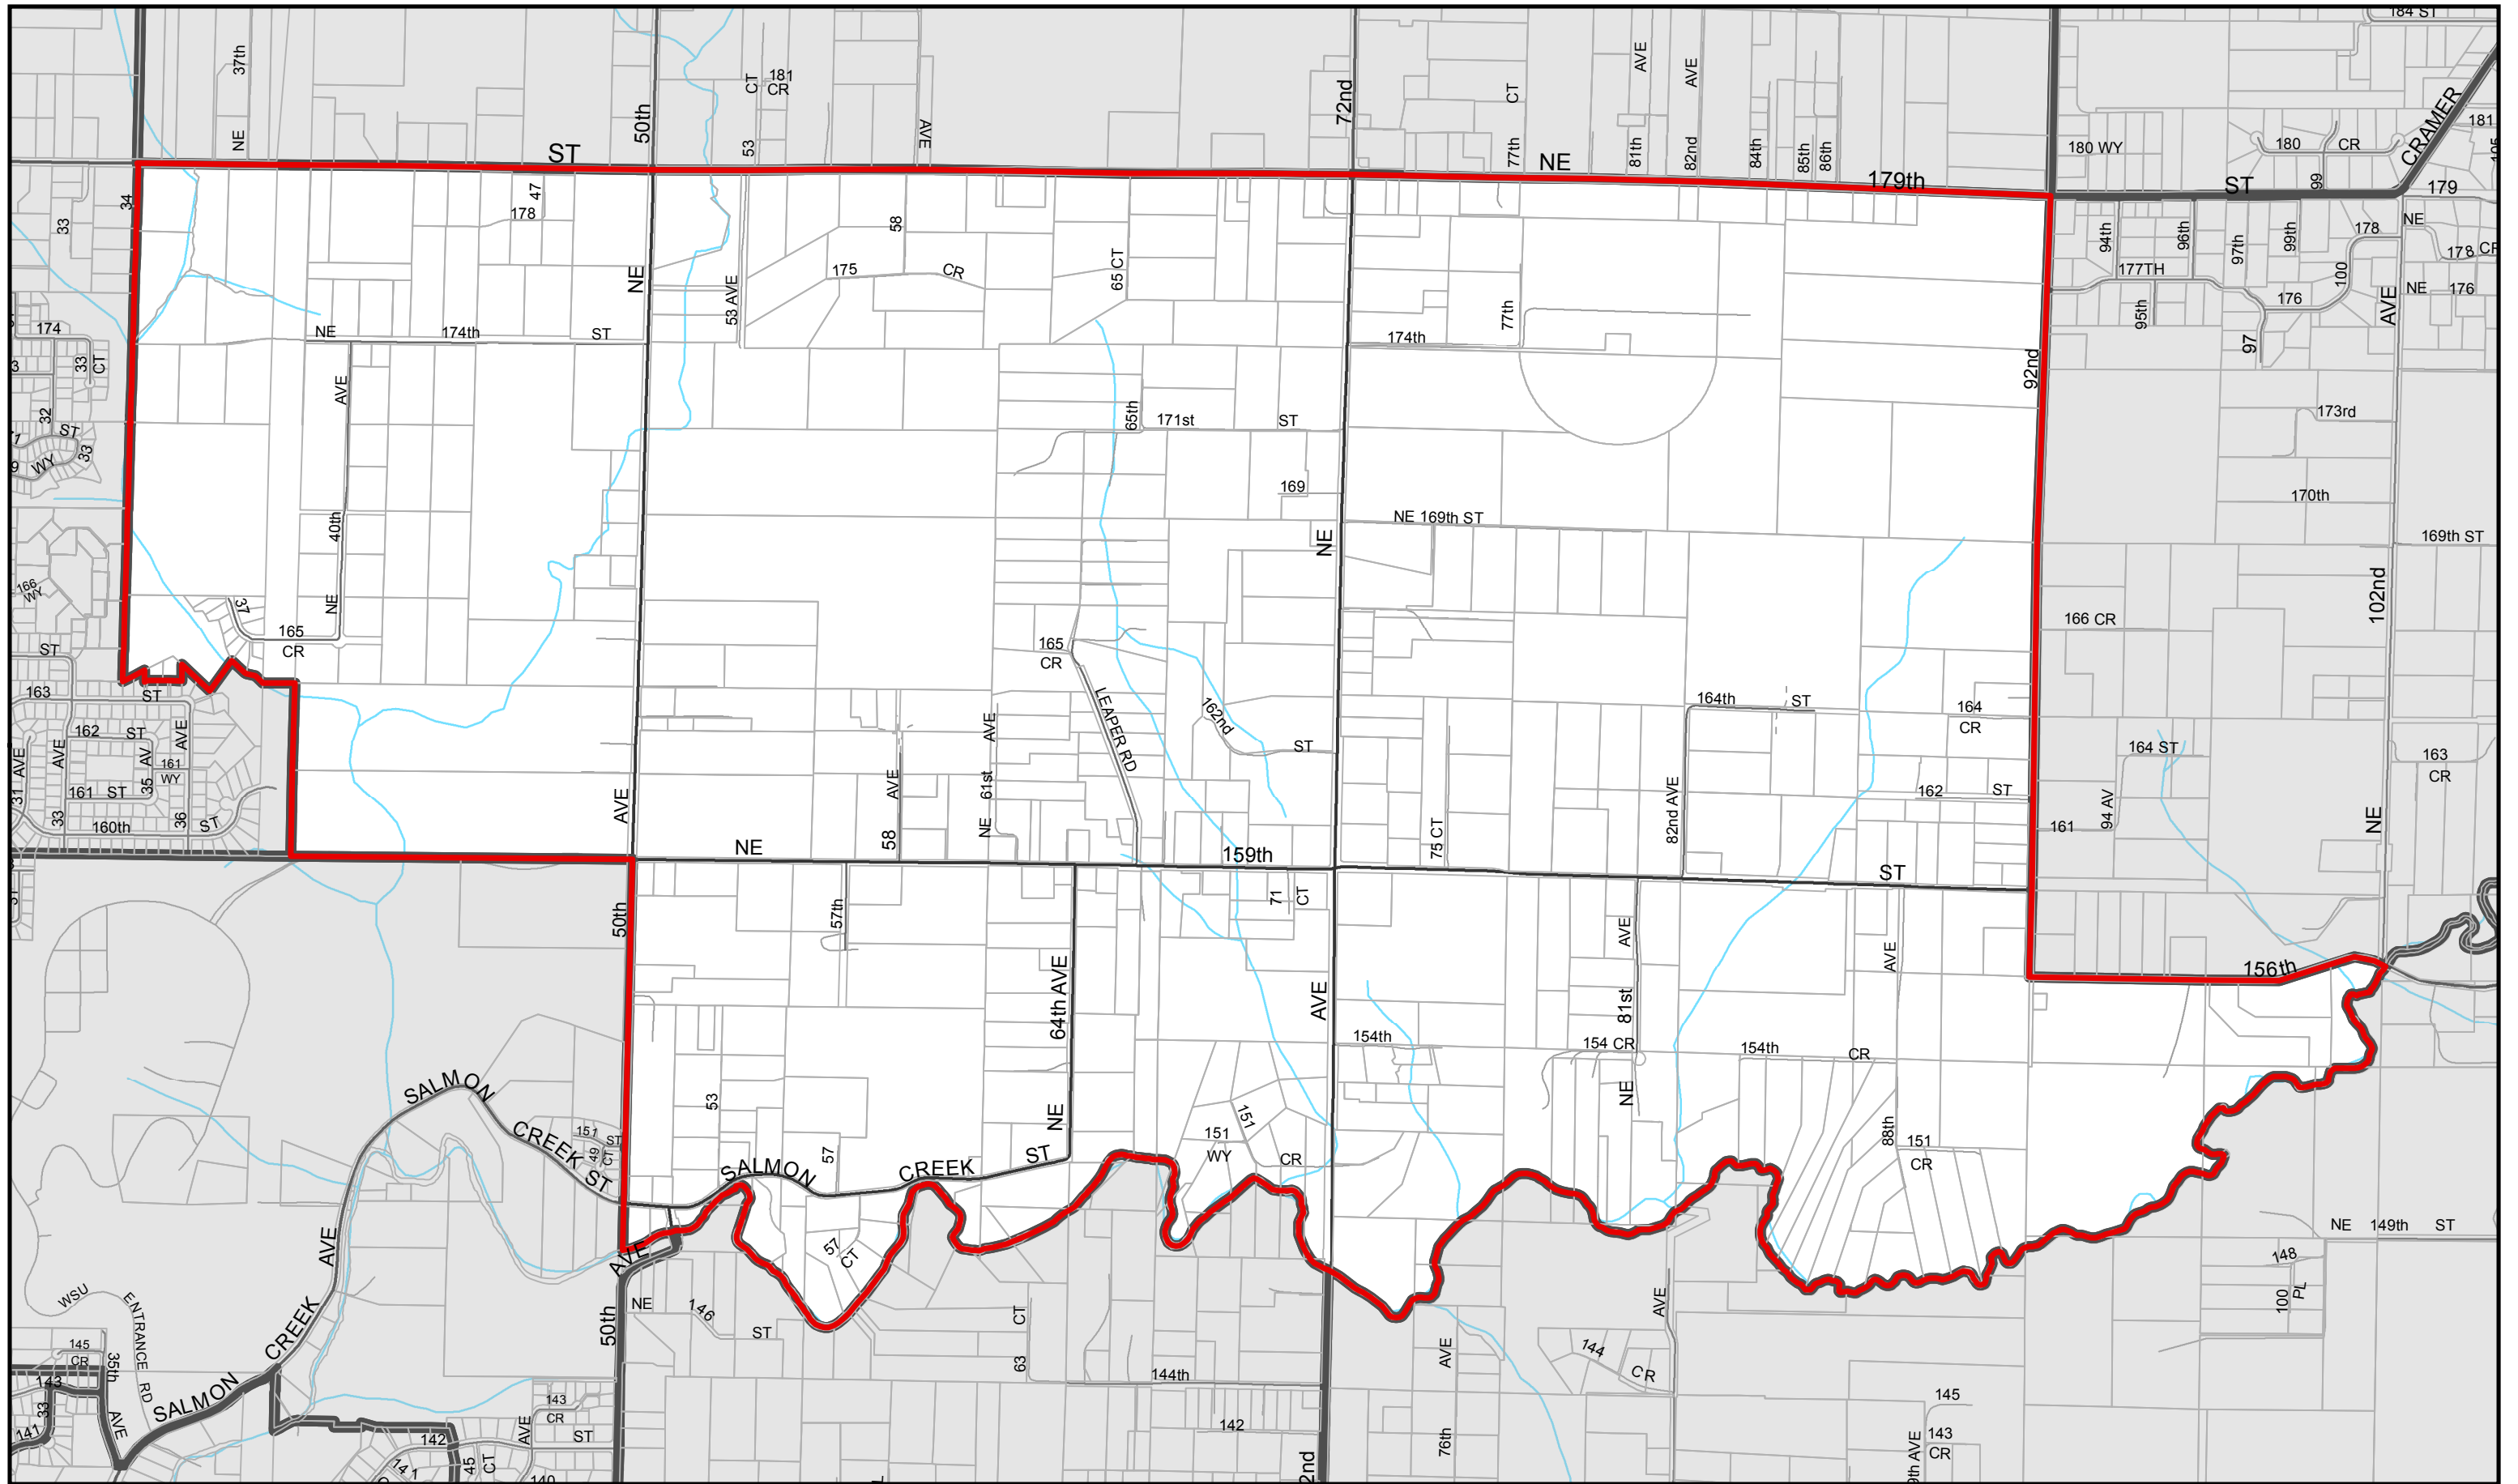 184 ST
37th
NE
50th
CT
181
CR
53
AVE
72nd
CT
77th
AVE
81th
AVE
82nd
84th
85th
86th
180 WY
180
CR
99
CRAMER
181
ST
NE
179th
ST
179
34
33
47
178
58
175
CR
65 CT
53 AVE
NE
NE
174th
ST
174
33
CT
32
ST
33
WY
AVE
40th
NE
166
WY
37
165
CR
77th
174th
65th
171st
ST
169
NE
NE 169th ST
92nd
94th
96th
97th
99th
177TH
95th
97
176
100
178
NE
178
NE
176
AVE
173rd
170th
169th ST
102nd
166 CR
ST
163
ST
162
ST
AVE
AVE
161
WY
AV
35
161
ST
33
36
160th
ST
31
AVE
165
CR
LEAPER RD
162nd
ST
AVE
61st
NE
AVE
58
AVE
164th
ST
164
CR
162
ST
82nd AVE
75 CT
164 ST
94 AV
161
163
CR
NE
NE
159th
ST
50th
57th
71
CT
64th AVE
NE
AVE
AVE
81st
NE
AVE
88th
156th
154th
154 CR
154th
CR
53
57
151
151
WY
CR
151
CR
SALMON
CREEK ST
151
ST
49
CT
SALMON
CREEK
ST
57
CT
AVE
50th
NE
146
ST
CT
63
144th
142
AVE
76th
AVE
144
CR
145
143
CR
NE
149th
ST
148
100
PL
AVE
CREEK
SALMON
WSU
ENTRANCE
RD
145
CR
35th
AVE
143
33
141
142
45
CT
141
AVE
143
CR
ST